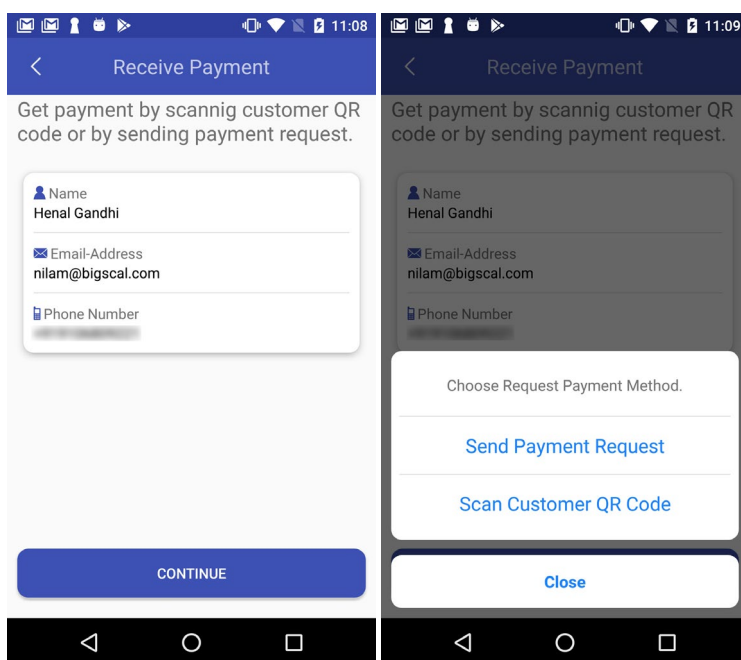 11:08
Receive Payment
Get payment by scannig customer QR
code or by sending payment request.
Name
Henal Gandhi
Email-Address
nilam@bigscal.com
Phone Number
CONTINUE
11:09
Receive Payment
Get payment by scannig customer QR
code or by sending payment request.
Name
Henal Gandhi
Email-Address
nilam@bigscal.com
Phone Number
Choose Request Payment Method.
Send Payment Request
Scan Customer QR Code
Close